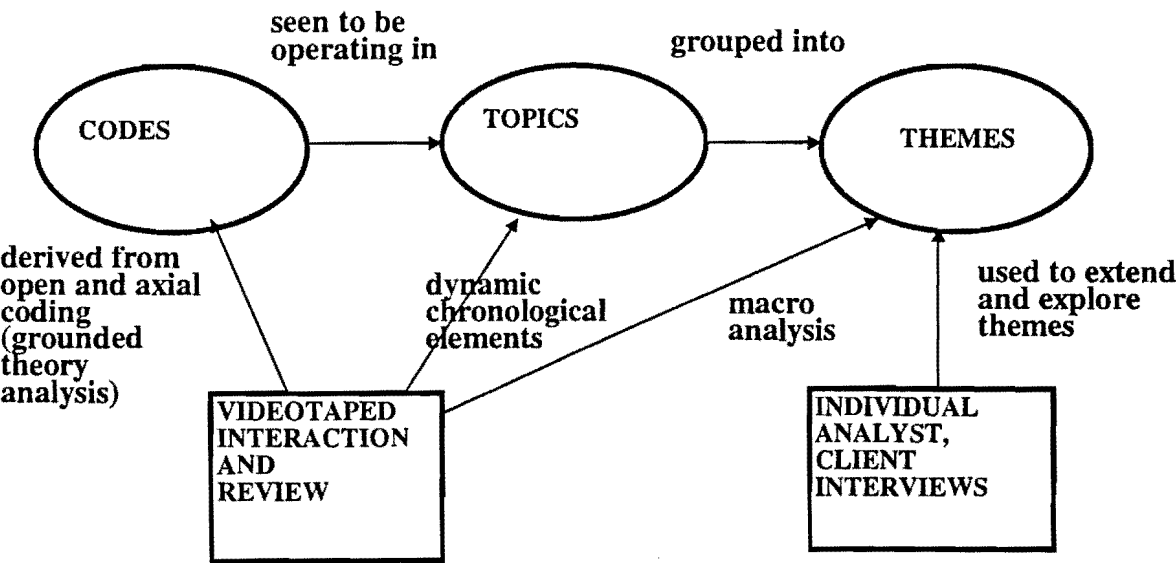 seen to be
operating in
grouped into
CODES
TOPICS
THEMES
derived from
open and axial
coding
(grounded
theory
analysis)
dynamic
chronological
elements
macro
analysis
used to extend
and explore
themes
VIDEOTAPED
INTERACTION
AND
REVIEW
INDIVIDUAL
ANALYST,
CLIENT
INTERVIEWS